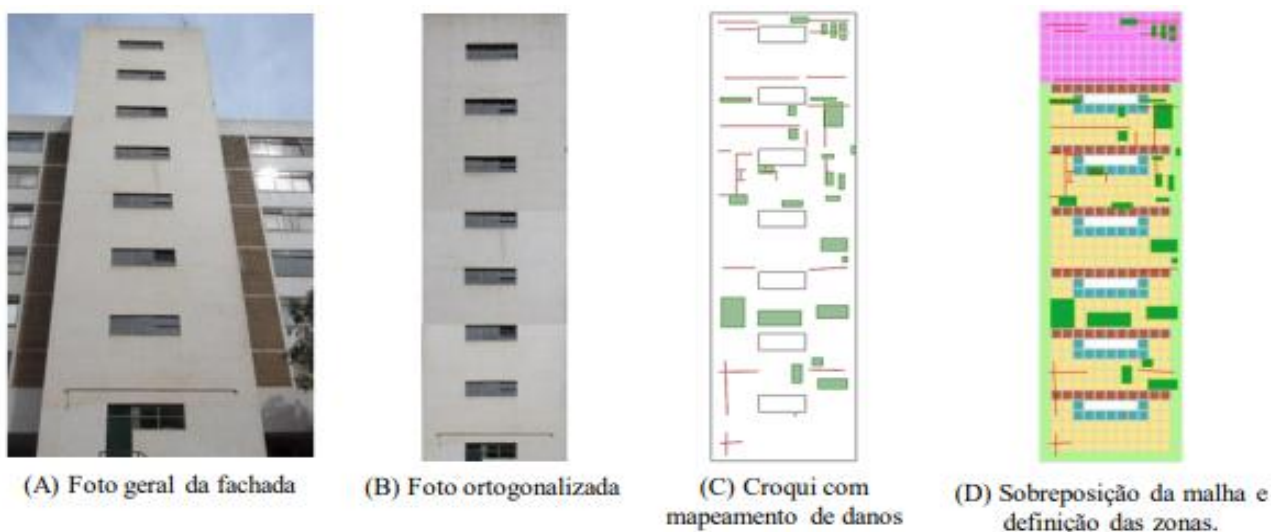 (A) Foto geral da fachada
(B) Foto ortogonalizada
(C) Croqui com
mapeamento de danos
(D) Sobreposição da malha e
definição das zonas.